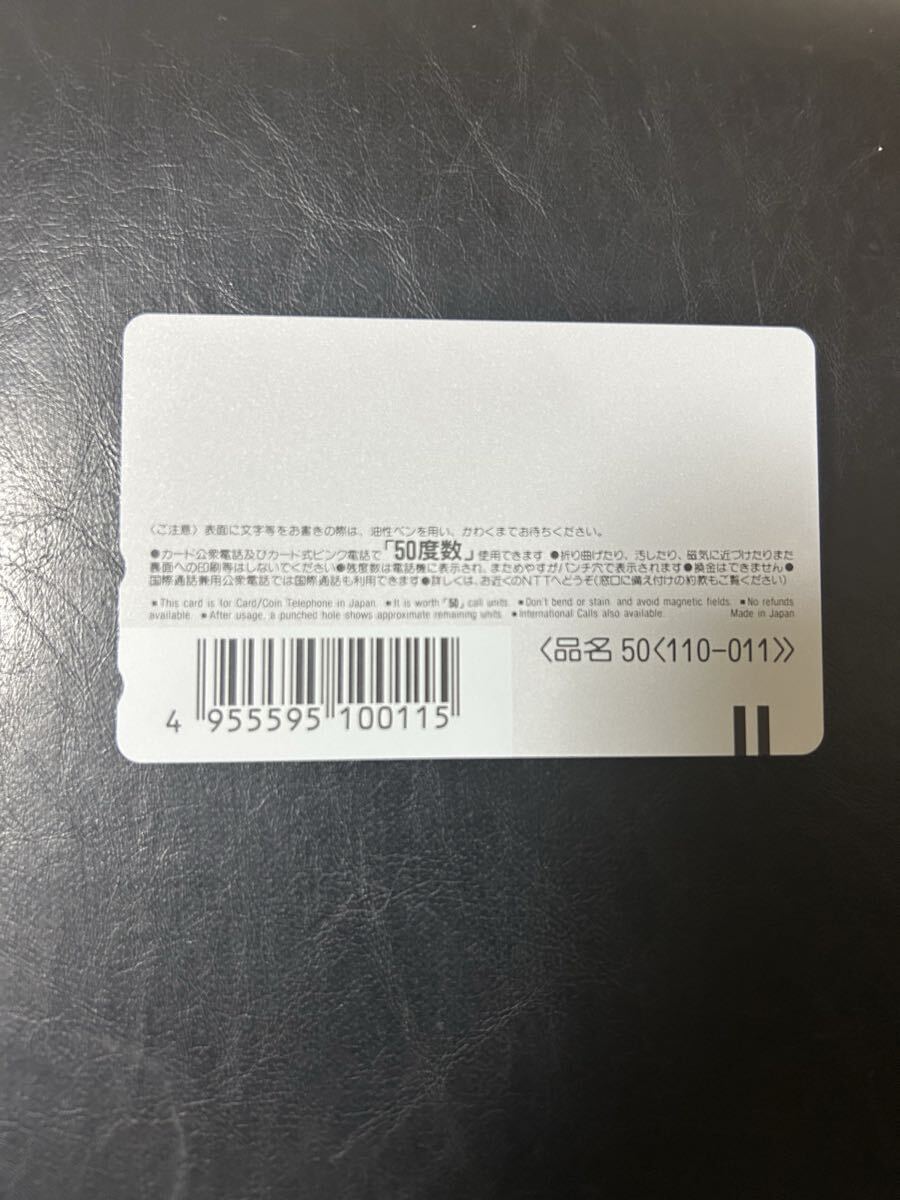 〈ご注意〉表面に文字等をお書きの際は、油性ペンを用い、かわくまでお待ちください。
●カード公衆電話及びカード式ピンク電話で「50度数」使用できます ●折り曲げたり、汚したり、磁気に近づけたりまた
裏面への印刷等はしないでください●残度数は電話機に表示され、まためやすがパンチ穴で表示されます ●換金はできません●
国際通話兼用公衆電話では国際通話も利用できます●詳しくは、お近くのNTTへどうぞ(窓口に備え付けの約款もご覧ください)
■This card is for Card/Coin Telephone in Japan. ■It is worth「50」call units. ■Don't bend or stain and avoid magnetic fields. ■No refunds
available. ■After usage, a punched hole shows approximate remaining units. ■International Calls also available. Made in Japan
〈品名 50〈110-011〉〉
4 955595 100115